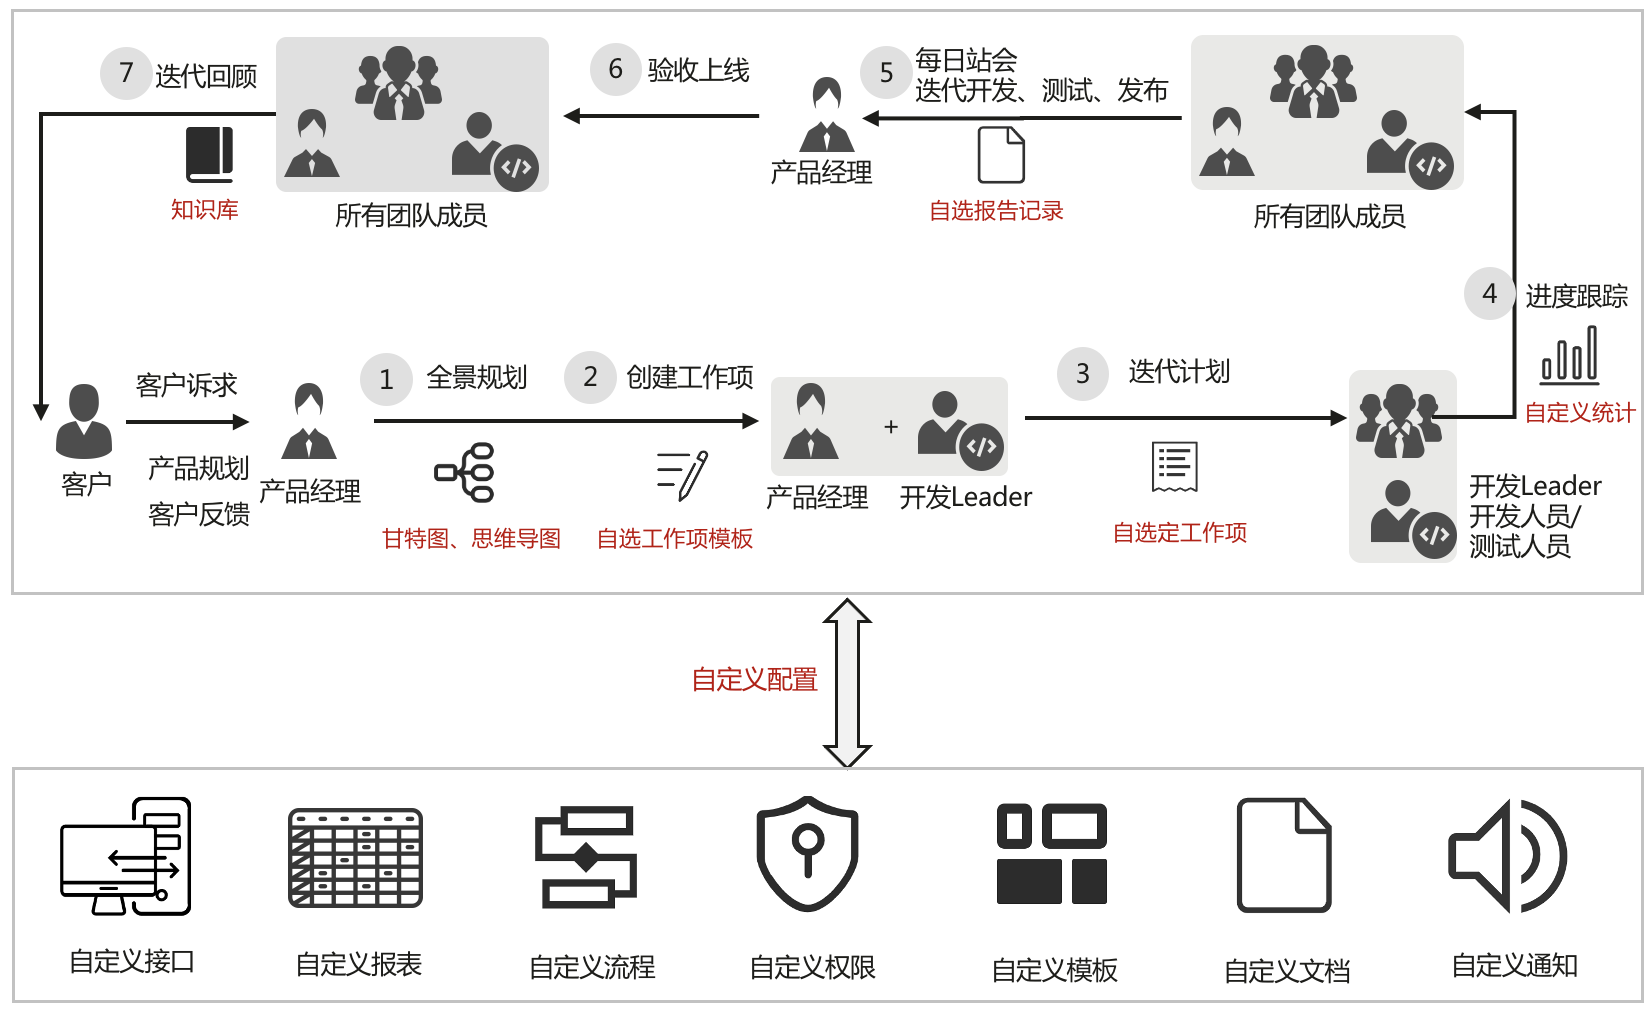 7
迭代回顾
知识库
所有团队成员
6
验收上线
产品经理
5
每日站会
迭代开发、测试、发布
自选报告记录
所有团队成员
4
进度跟踪
自定义统计
客户
客户诉求
产品规划
客户反馈
产品经理
1
全景规划
甘特图、思维导图
2
创建工作项
自选工作项模板
+
产品经理
开发Leader
3
迭代计划
自选定工作项
开发Leader
开发人员/
测试人员
自定义配置
自定义接口
自定义报表
自定义流程
自定义权限
自定义模板
自定义文档
自定义通知